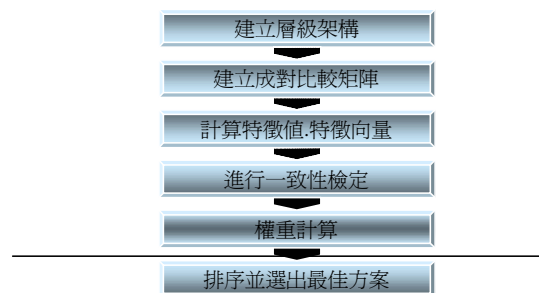 建立層級架構
建立成對比較矩陣
計算特徵值.特徵向量
進行一致性檢定
權重計算
排序並選出最佳方案